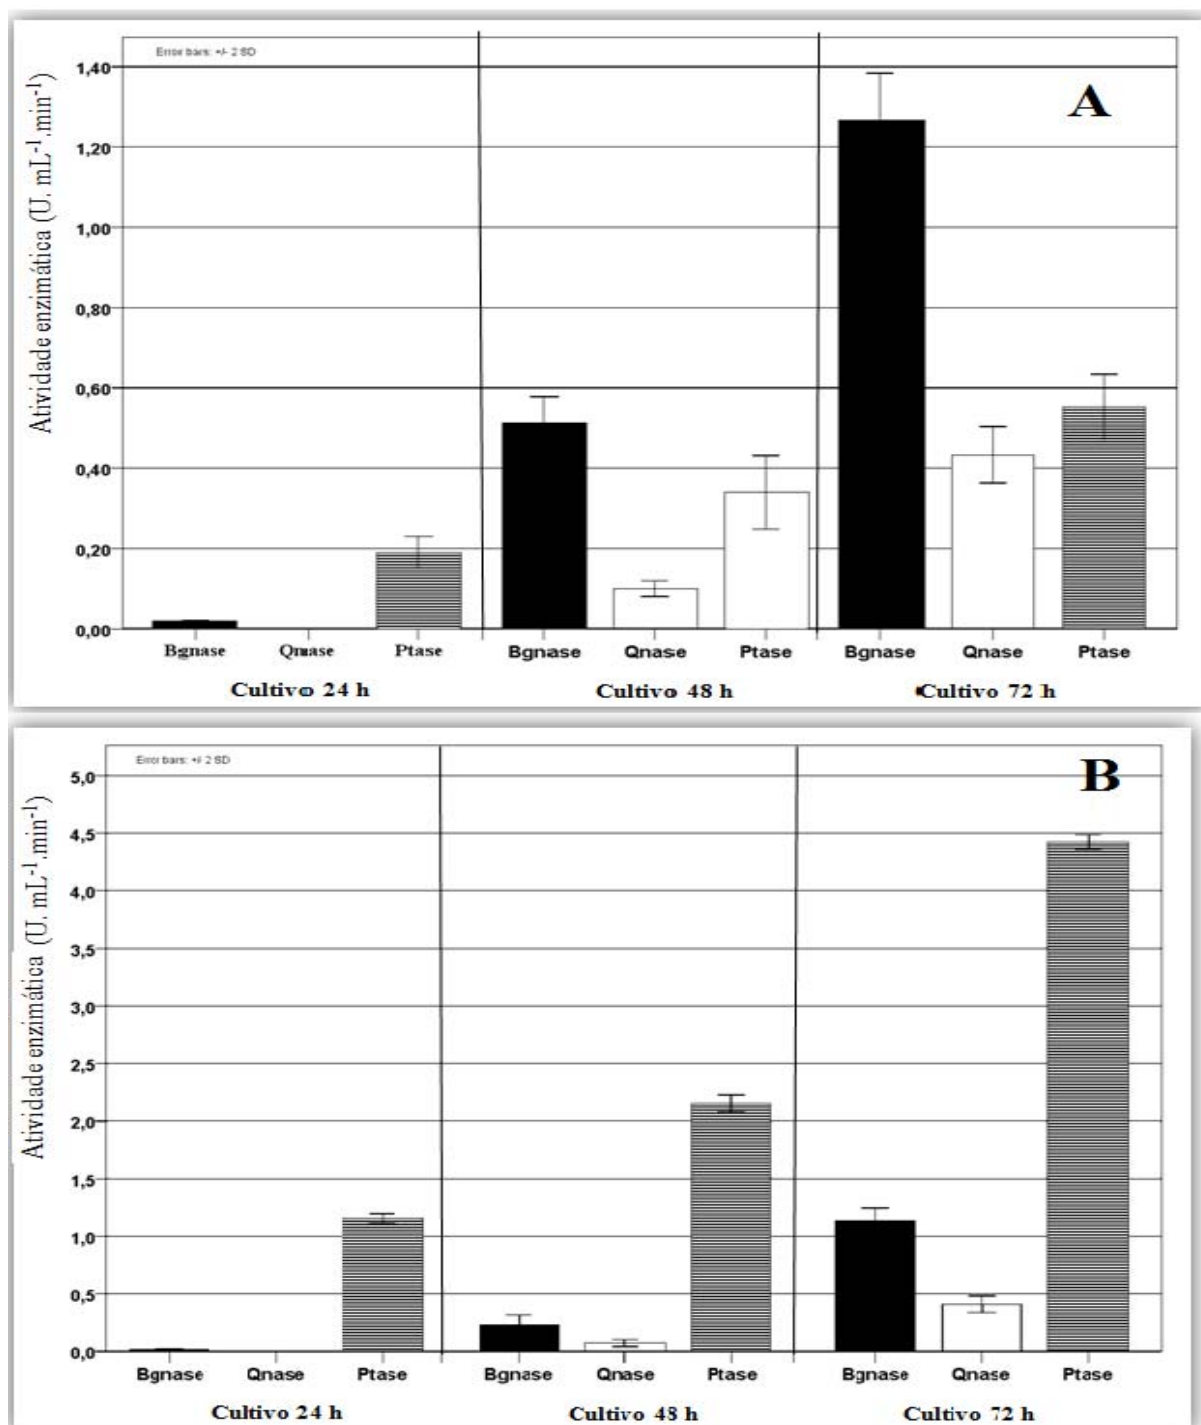 Error bars: +/- 2 SD
A
Atividade enzimática (U. mL-1.min-1)
1,40
1,20
1,00
0,80
0,60
0,40
0,20
0,00
Bgnase Qnase Ptase Bgnase Qnase Ptase Bgnase Qnase Ptase
Cultivo 24 h Cultivo 48 h Cultivo 72 h
Error bars: +/- 2 SD
B
Atividade enzimática (U. mL-1.min-1)
5,0
4,5
4,0
3,5
3,0
2,5
2,0
1,5
1,0
0,5
0,0
Bgnase Qnase Ptase Bgnase Qnase Ptase Bgnase Qnase Ptase
Cultivo 24 h Cultivo 48 h Cultivo 72 h